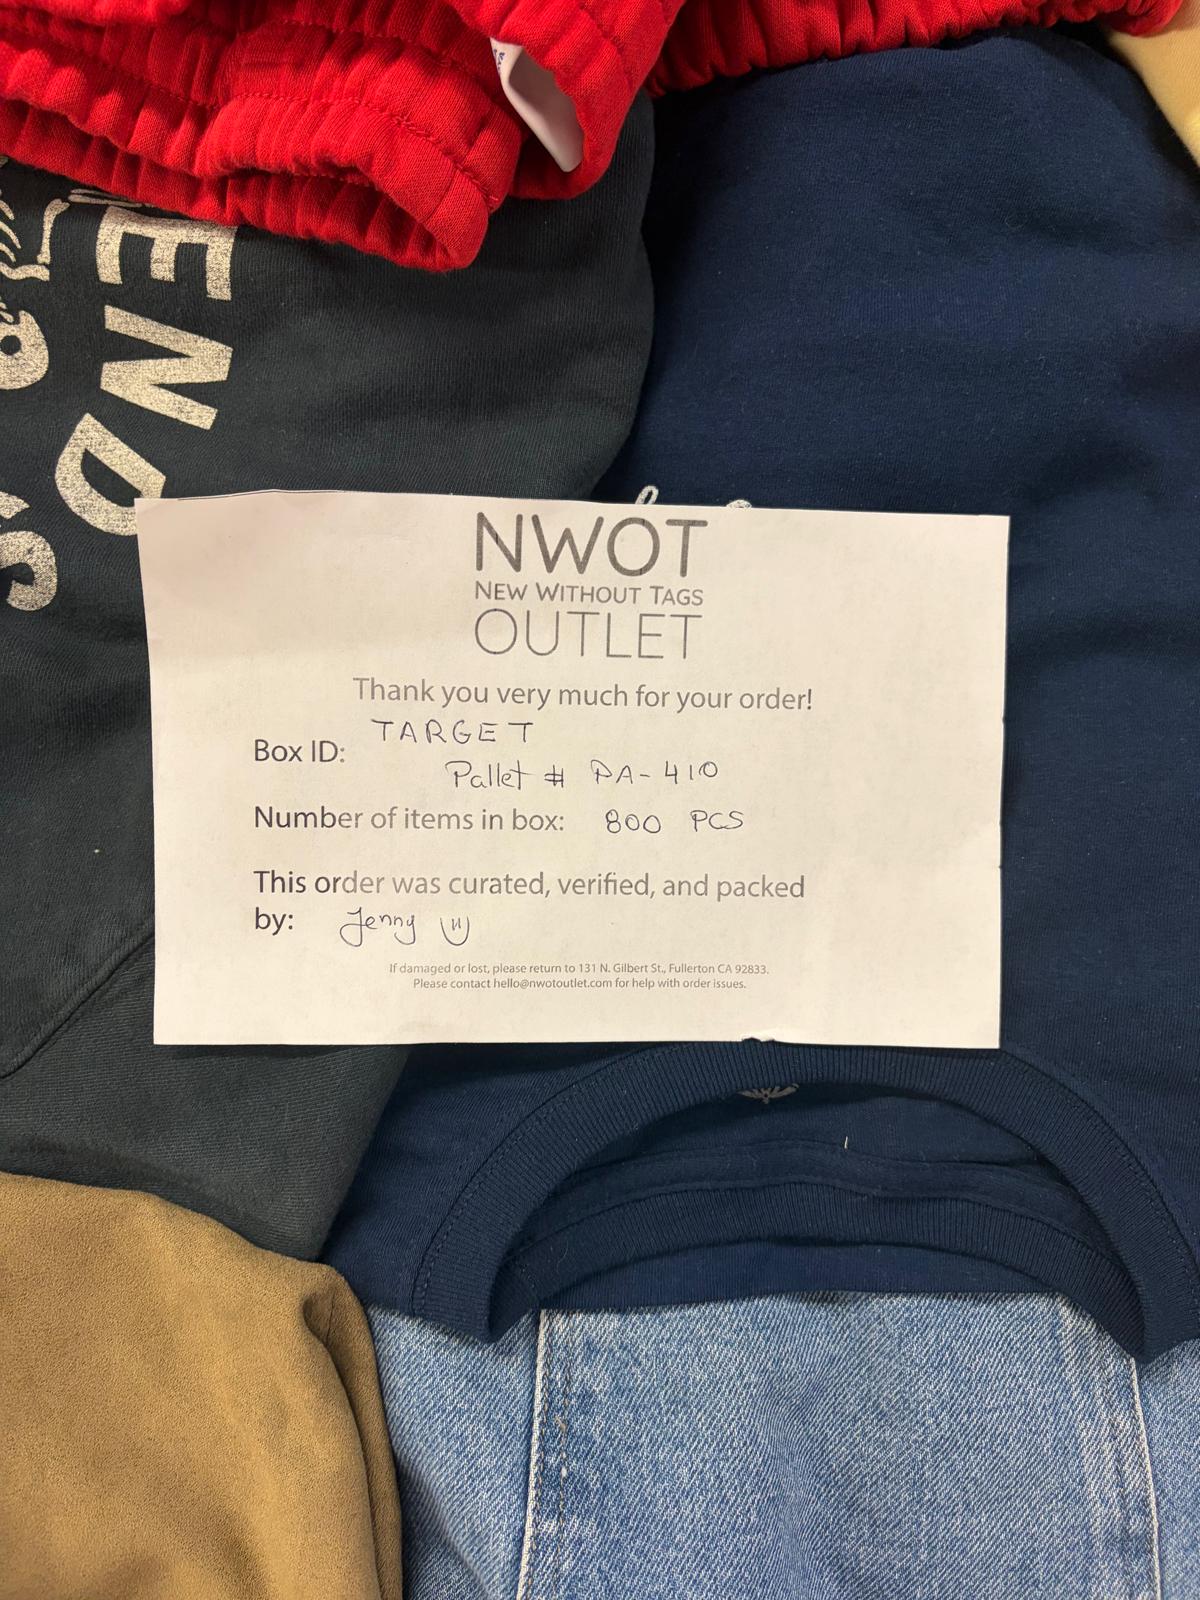 END
NWOT
NEW WITHOUT TAGS
OUTLET
Thank you very much for your order!
Box ID: TARGET
Pallet # PA-410
Number of items in box: 800 PCS
This order was curated, verified, and packed
by: Jenny
If damaged or lost, please return to 131 N. Gilbert St., Fullerton CA 92833.
Please contact hello@nwotoutlet.com for help with order issues.